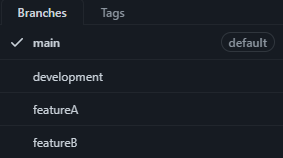 Branches Tags
main default
development
featureA
featureB